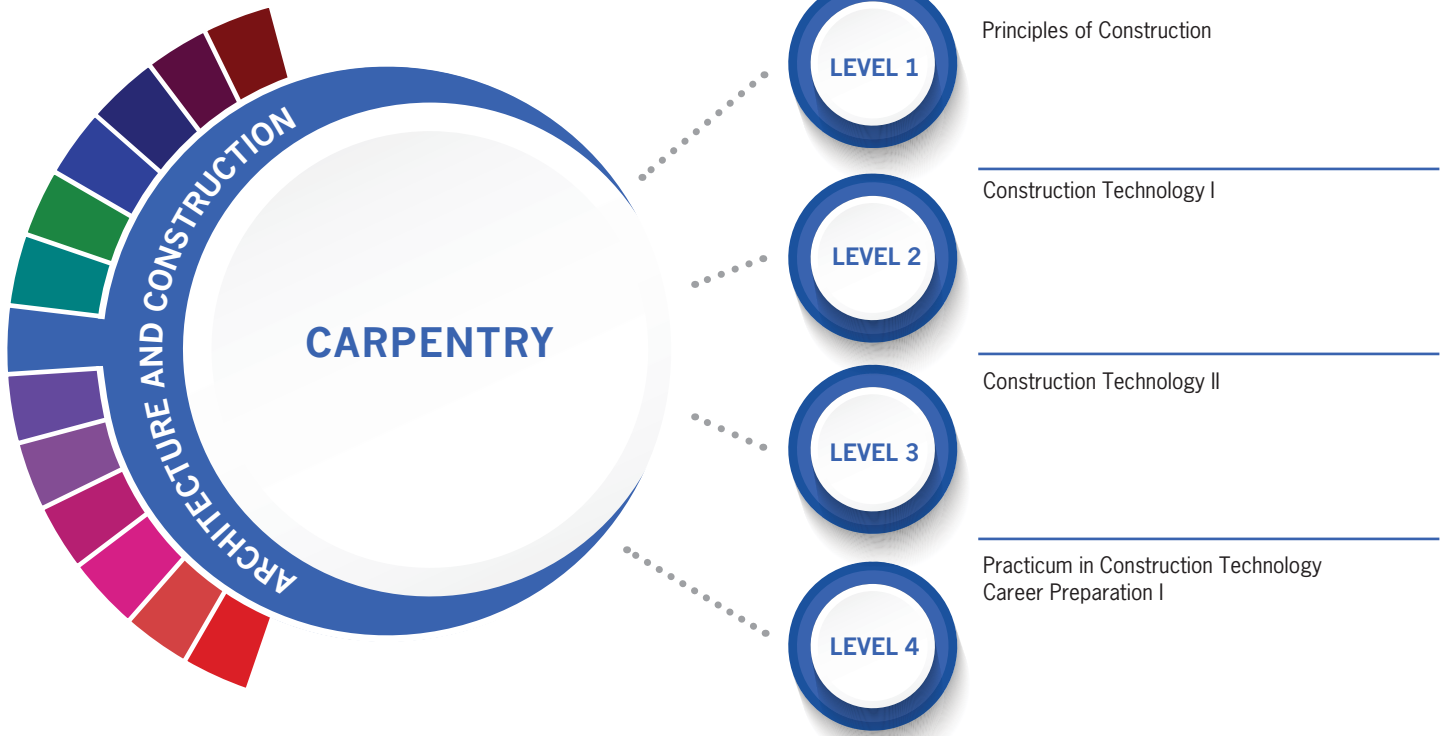 ARCHITECTURE AND CONSTRUCTION
CARPENTRY
LEVEL 1
Principles of Construction
LEVEL 2
Construction Technology I
LEVEL 3
Construction Technology II
LEVEL 4
Practicum in Construction Technology
Career Preparation I